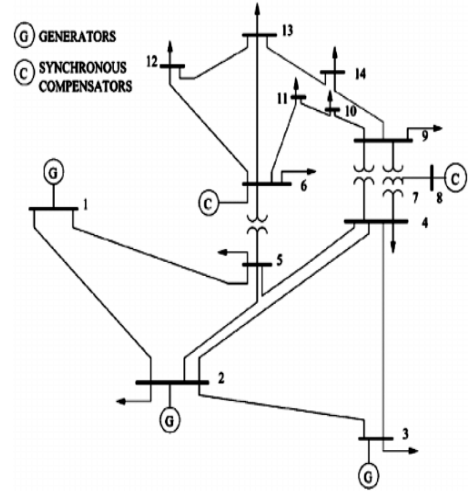 G GENERATORS
C SYNCHRONOUS
COMPENSATORS
13
12
14
11
10
9
C
6
C
7
8
G
1
4
5
2
G
3
G